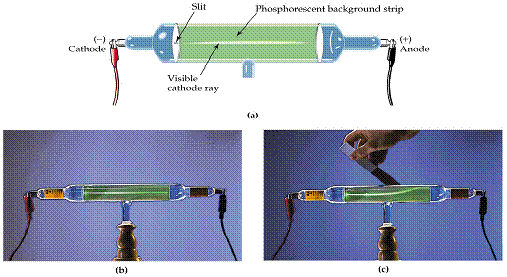 Slit
Phosphorescent background strip
(−)
Cathode
(+)
Anode
Visible
cathode ray
(a)
(b)
(c)